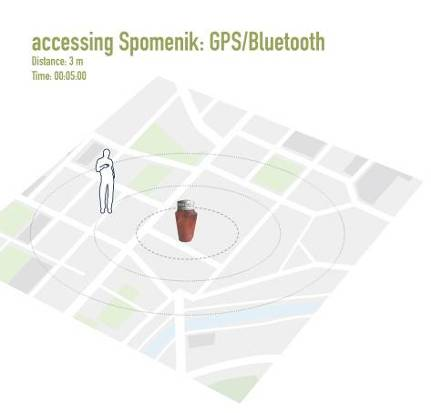 accessing Spomenik: GPS/Bluetooth
Distance: 3 m
Time: 00:05:00